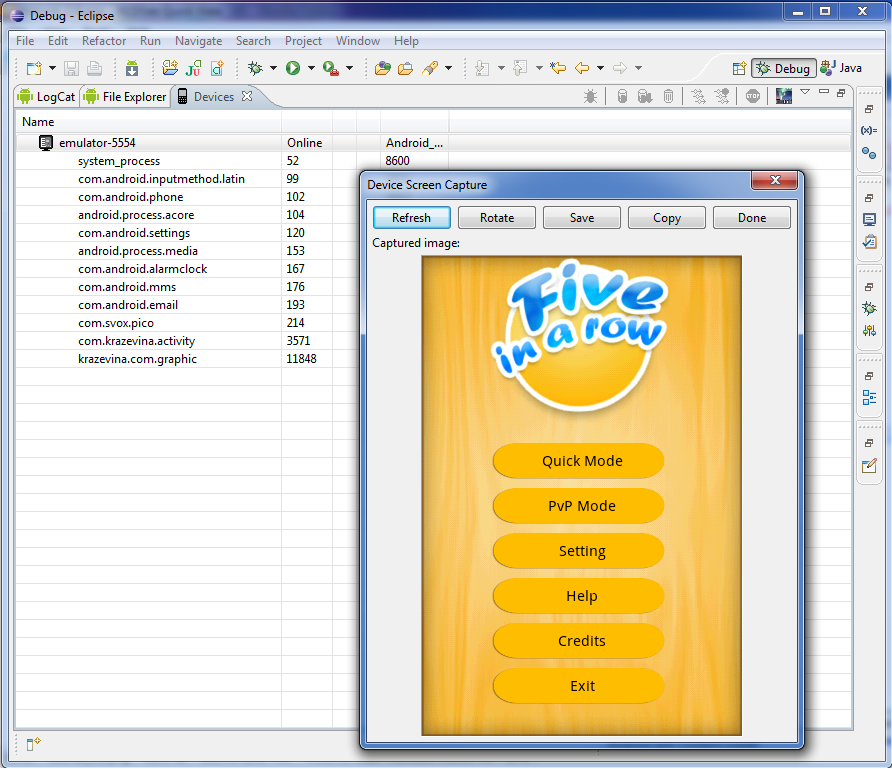 Debug - Eclipse
File Edit Refactor Run Navigate Search Project Window Help
Debug Java
LogCat File Explorer Devices
Name
emulator-5554 Online Android_...
system_process 52 8600
com.android.inputmethod.latin 99
com.android.phone 102
android.process.acore 104
com.android.settings 120
android.process.media 153
com.android.alarmclock 167
com.android.mms 176
com.android.email 193
com.svox.pico 214
com.krazevina.activity 3571
krazevina.com.graphic 11848
Device Screen Capture
Refresh Rotate Save Copy Done
Captured image:
Five
in a row
Quick Mode
PvP Mode
Setting
Help
Credits
Exit